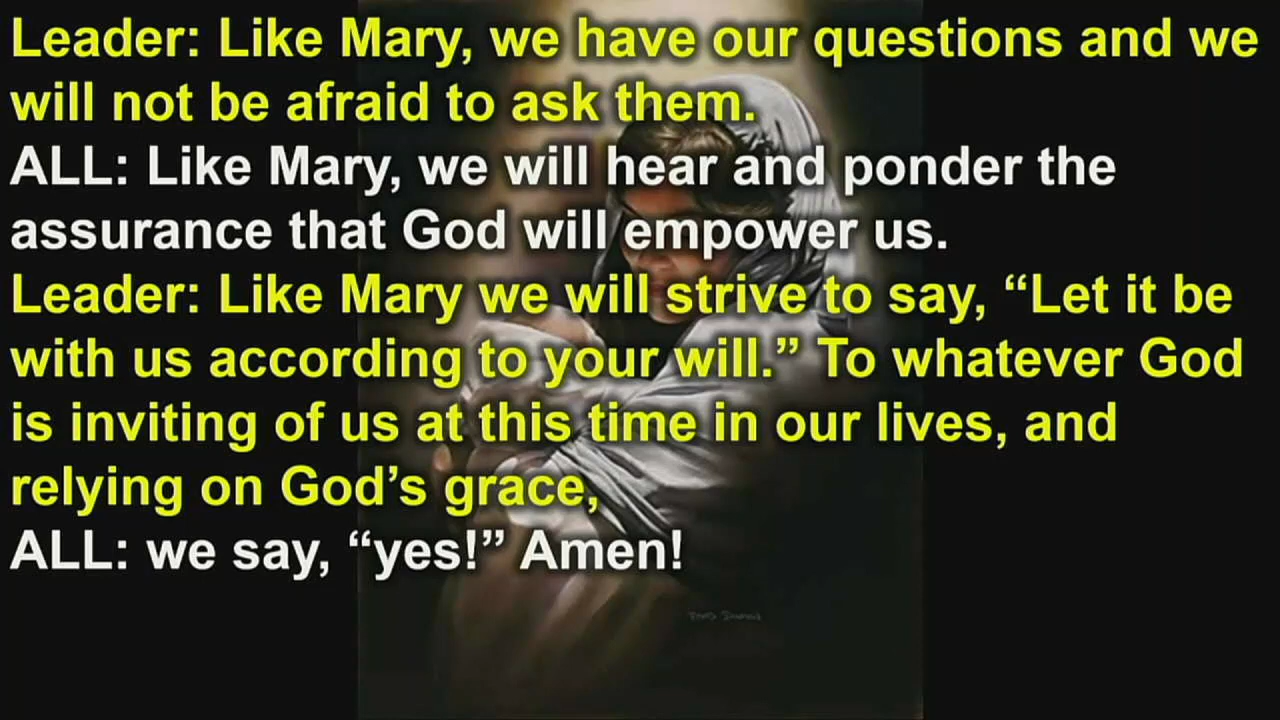 Leader: Like Mary, we have our questions and we
will not be afraid to ask them.
ALL: Like Mary, we will hear and ponder the
assurance that God will empower us.
Leader: Like Mary we will strive to say, “Let it be
with us according to your will.” To whatever God
is inviting of us at this time in our lives, and
relying on God’s grace,
ALL: we say, “yes!” Amen!